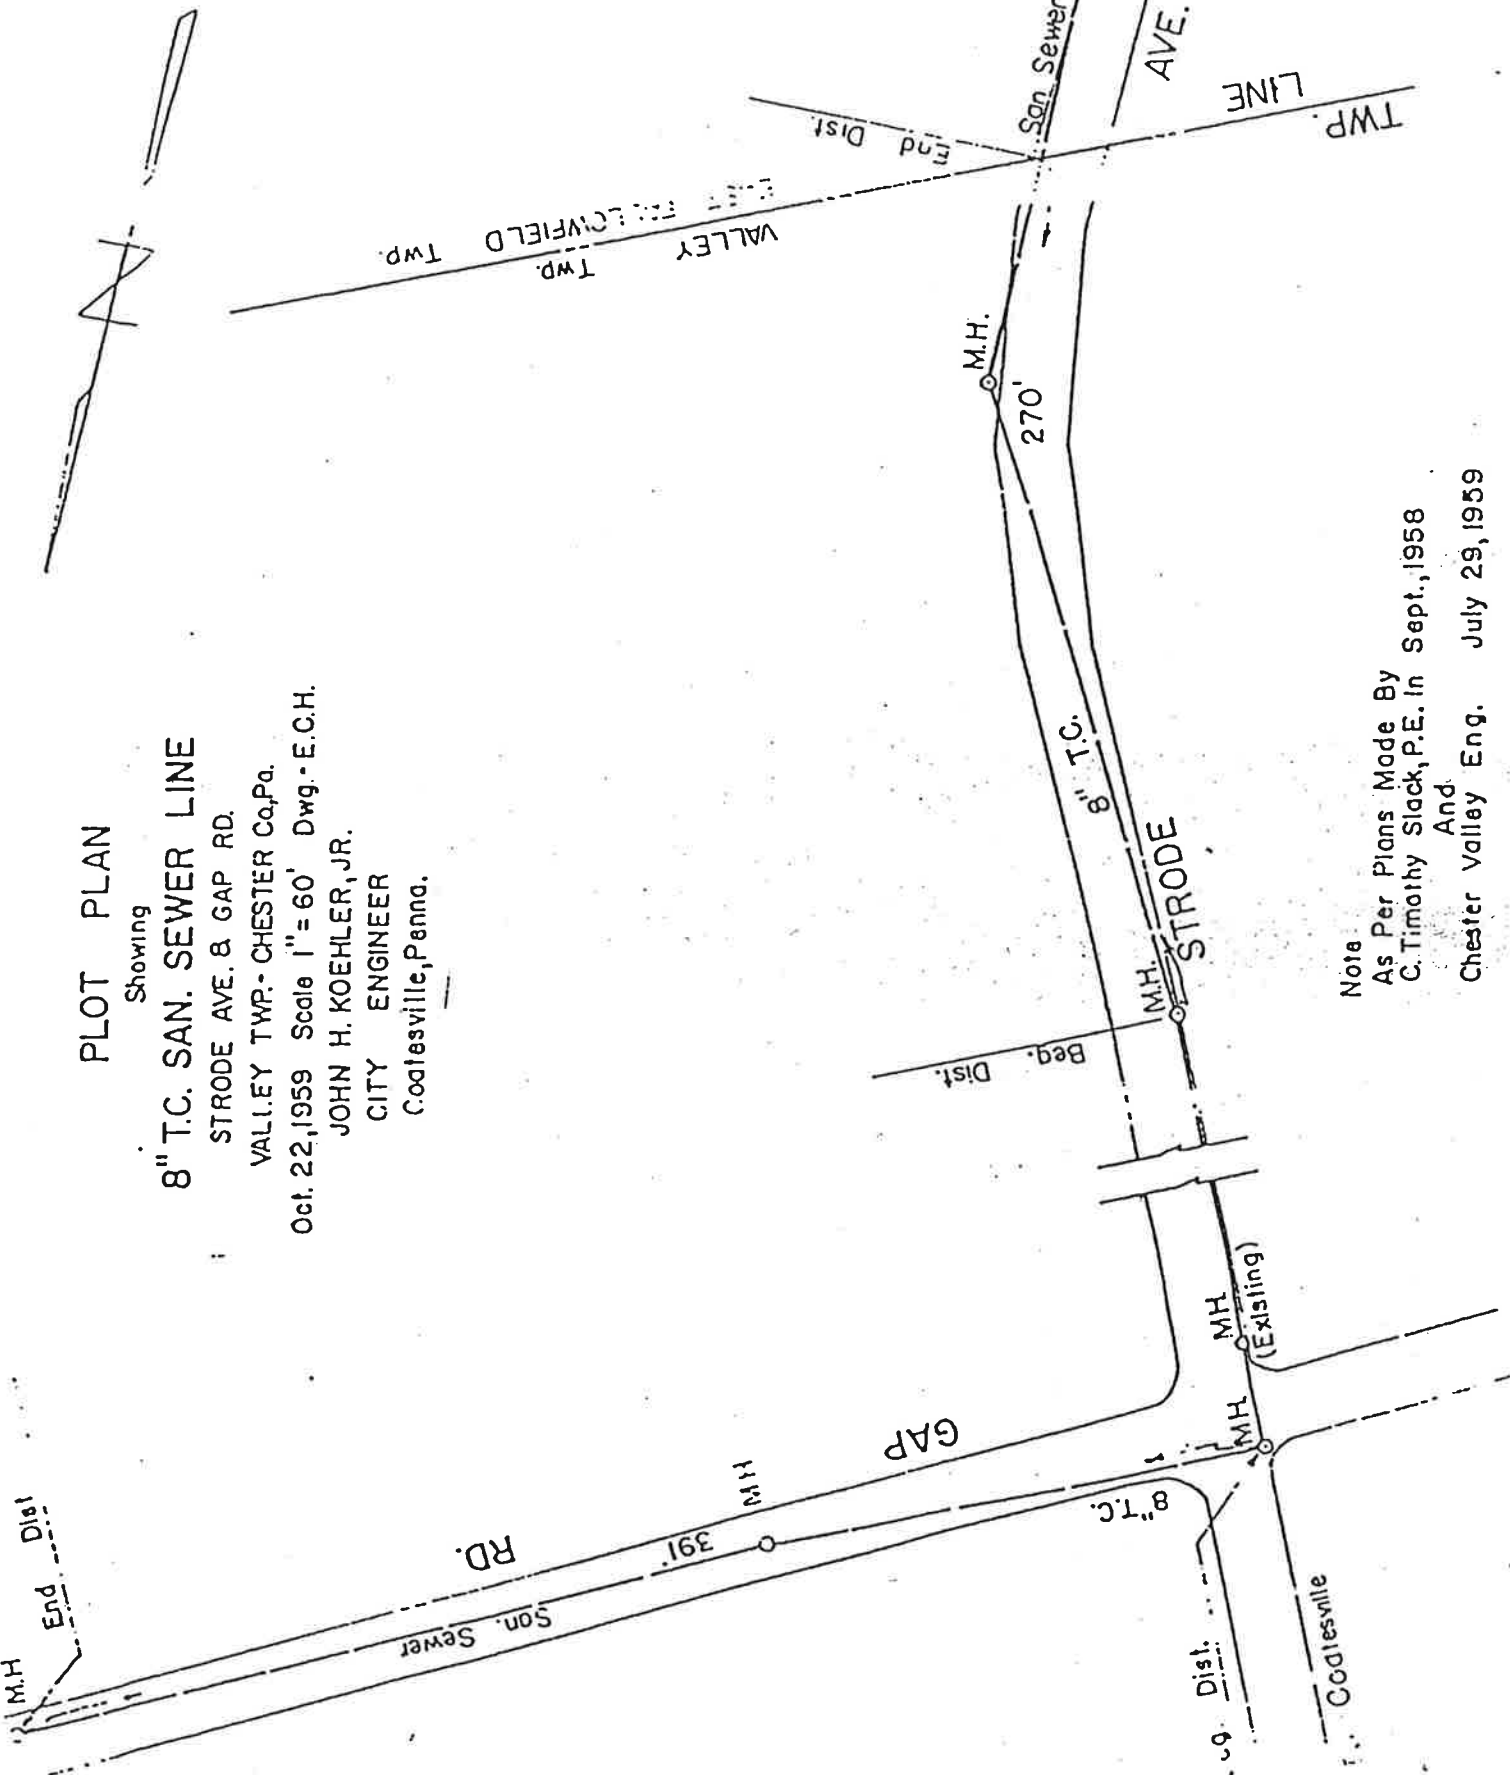 PLOT PLAN
Showing
8" T.C. SAN. SEWER LINE
STRODE AVE. & GAP RD.
VALLEY TWP.- CHESTER Co,Pa.
Oct. 22,1959 Scale 1"= 60' Dwg.- E.C.H.
JOHN H. KOEHLER, JR.
CITY ENGINEER
Coatesville, Penna.
M.H
End Dist
San. Sewer
RD.
391'
MH
GAP
8" T.C.
MH
Dist.
Coatesville
MH
(Existing)
Beg. Dist.
M.H.
STRODE
8" T.C.
270'
M.H.
VALLEY Twp.
FALLOWFIELD Twp.
End Dist.
San Sewer
AVE.
TWP. LINE
N
Note
As Per Plans Made By
C. Timothy Slack, P.E. In Sept., 1958
And
Chester Valley Eng. July 29, 1959